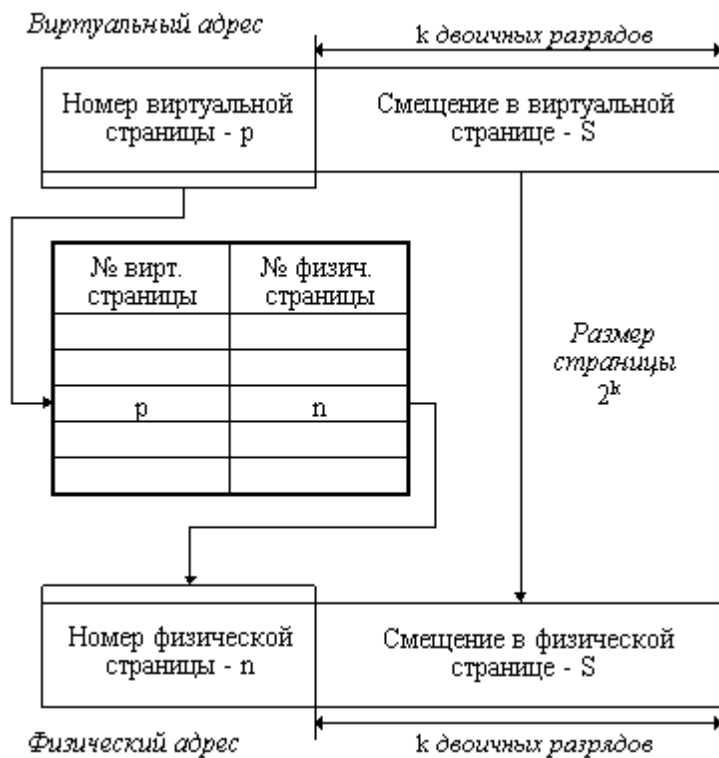 Виртуальный адрес
k двоичных разрядов
Номер виртуальной
страницы - p
Смещение в виртуальной
странице - S
№ вирт.
страницы
№ физич.
страницы
Размер
страницы
2ᵏ
p
n
Номер физической
страницы - n
Смещение в физической
странице - S
Физический адрес
k двоичных разрядов